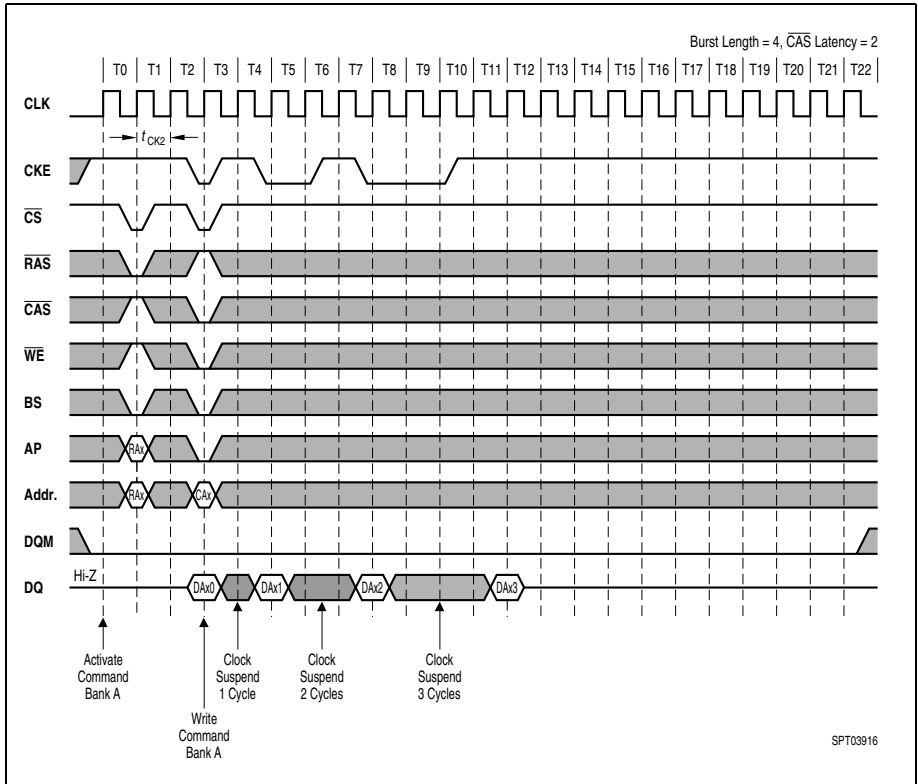 Burst Length = 4, CAS Latency = 2
T0 T1 T2 T3 T4 T5 T6 T7 T8 T9 T10 T11 T12 T13 T14 T15 T16 T17 T18 T19 T20 T21 T22
CLK
tCK2
CKE
CS
RAS
CAS
WE
BS
AP RAx
Addr. RAx CAx
DQM
DQ Hi-Z DAx0 DAx1 DAx2 DAx3
Activate
Command
Bank A
Write
Command
Bank A
Clock
Suspend
1 Cycle
Clock
Suspend
2 Cycles
Clock
Suspend
3 Cycles
SPT03916